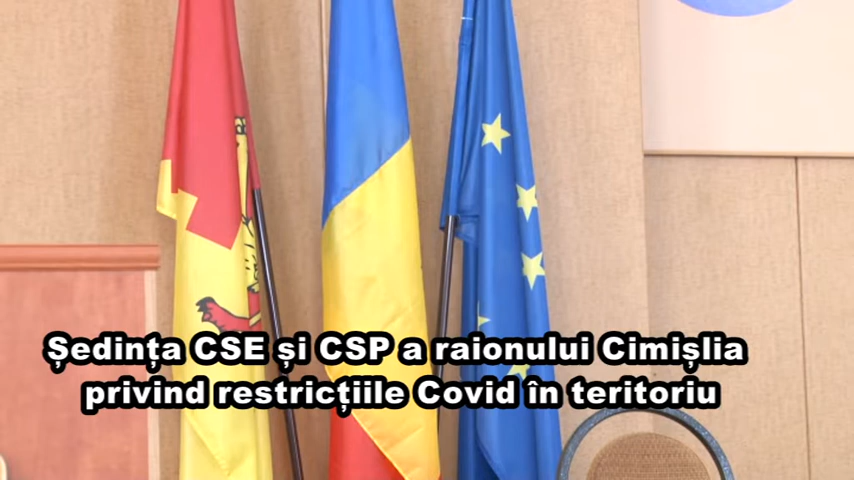 Ședința CSE și CSP a raionului Cimișlia
privind restricțiile Covid în teritoriu